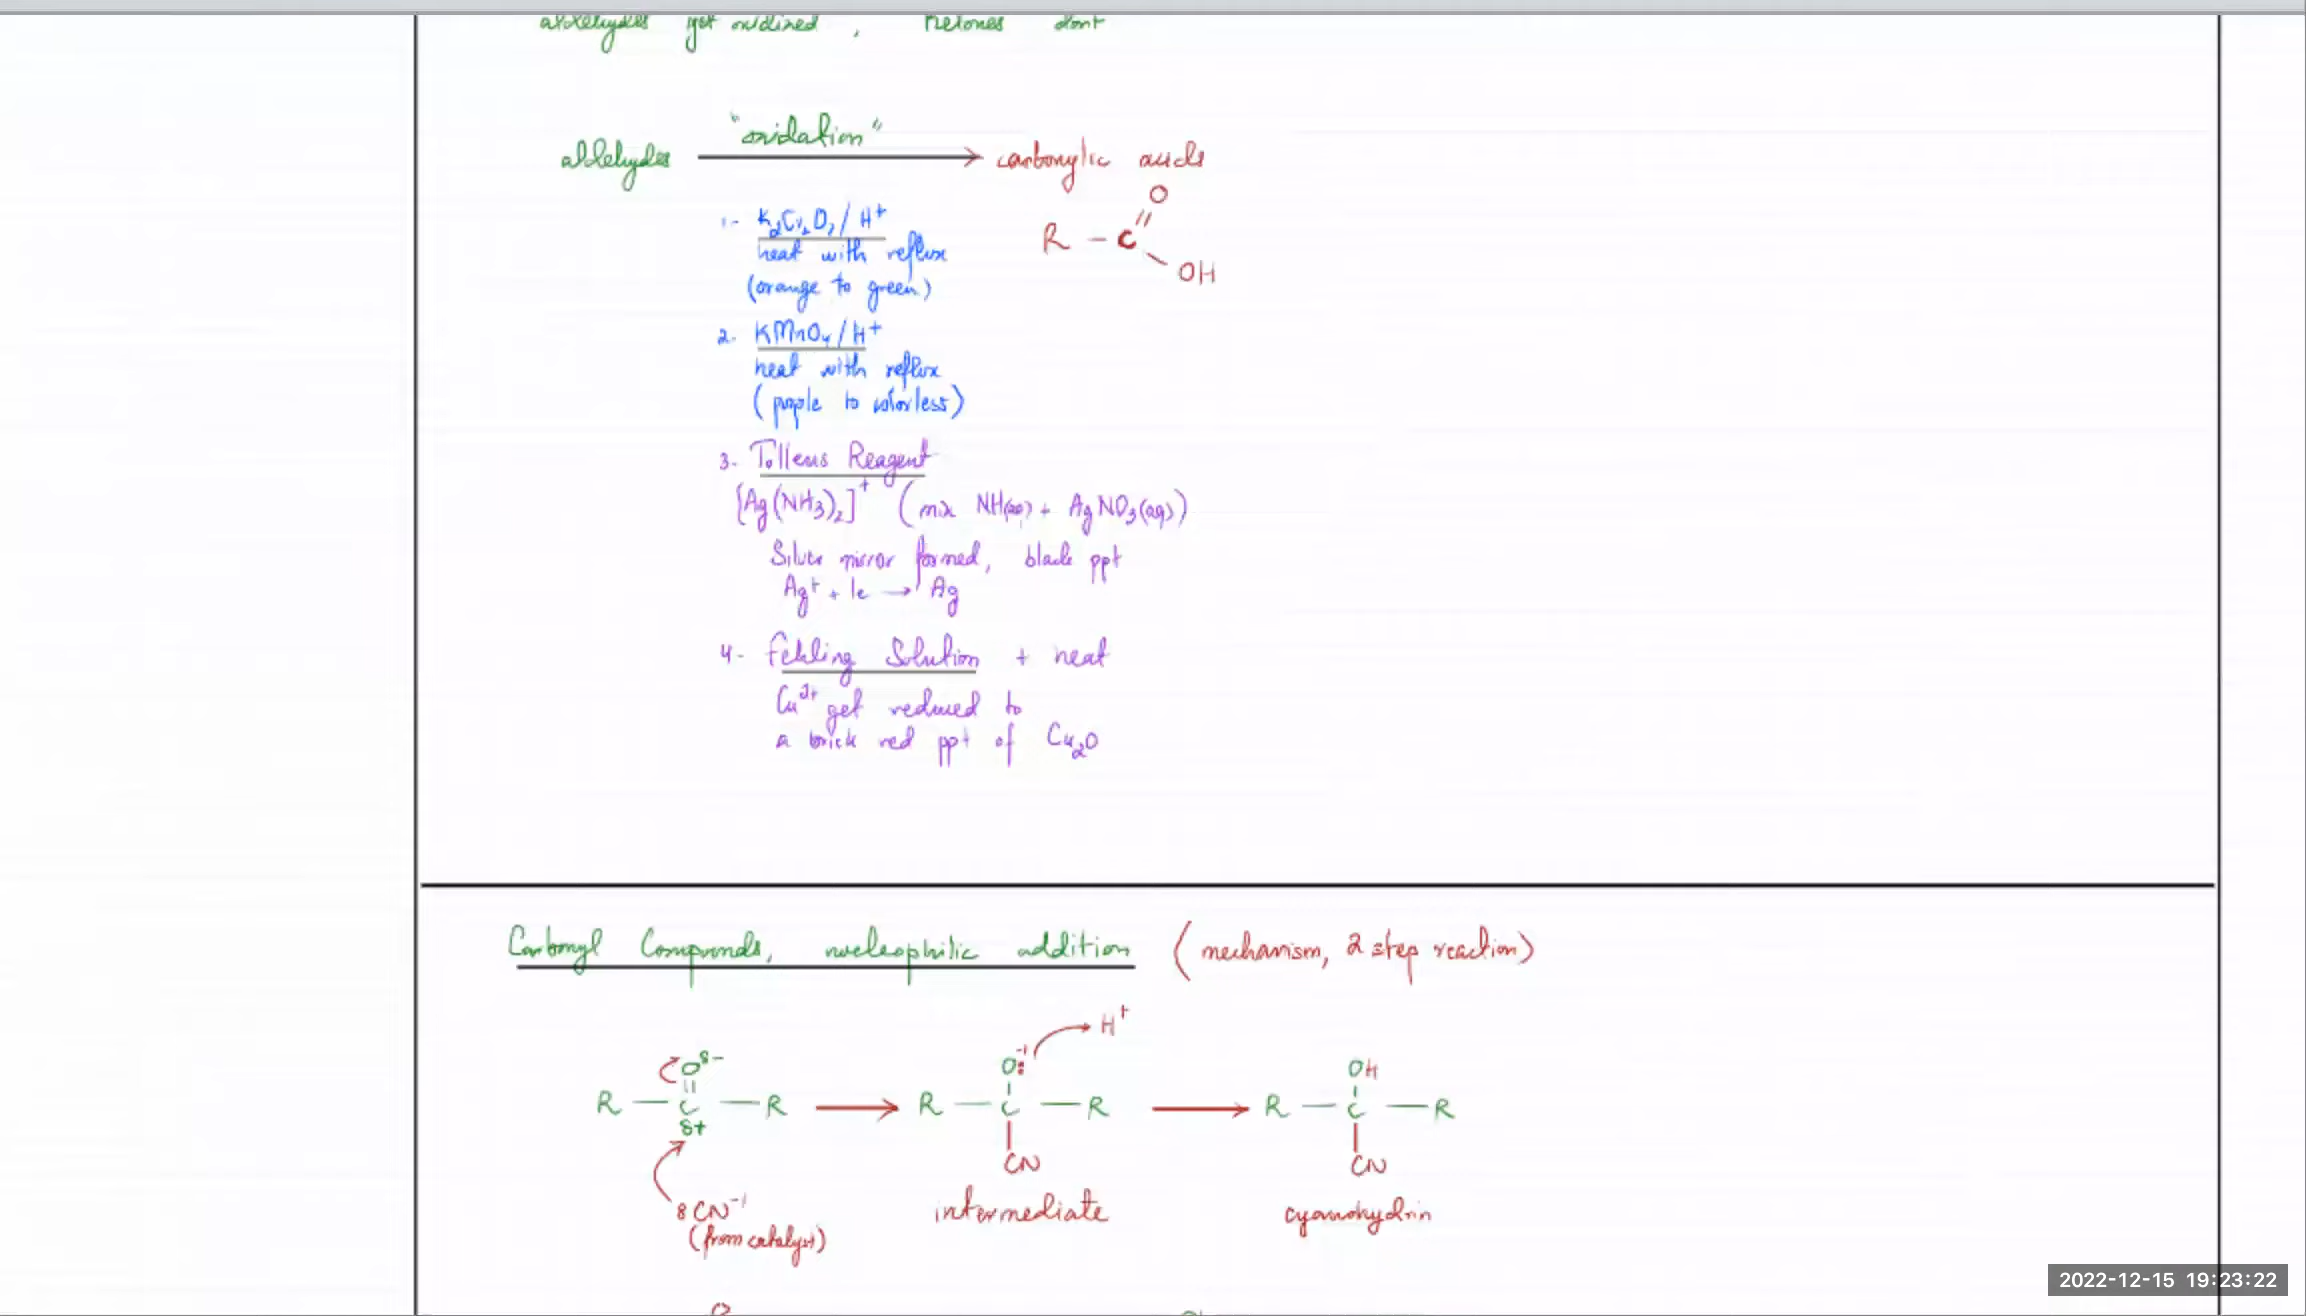 aldehydes get oxidized , ketones dont
"oxidation"
aldehydes → carboxylic acids
O
R - C
OH
1- K2Cr2O7/H+
heat with reflux
(orange to green)
2- KMnO4/H+
heat with reflux
(purple to colorless)
3- Tollens Reagent
[Ag(NH3)2]+ (mix NH(aq) + AgNO3(aq))
Silver mirror formed, black ppt
Ag+ + 1e → Ag
4- Fehling Solution + heat
Cu2+ get reduced to
a brick red ppt of Cu2O
Carbonyl Compounds, nucleophilic addition (mechanism, 2 step reaction)
H+
Oδ- O:-1 OH
R — C — R → R — C — R → R — C — R
δ+
CN CN
:CN-1 intermediate cyanohydrin
(from catalyst)
2022-12-15 19:23:22